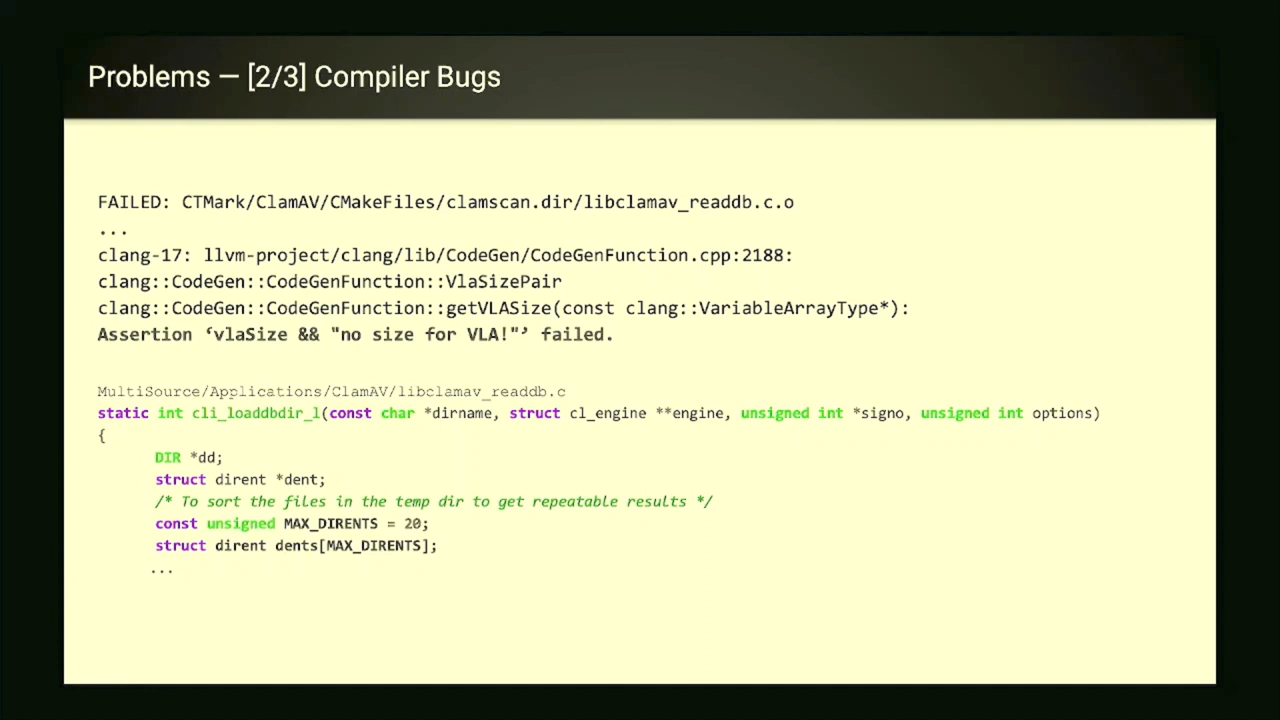 Problems — [2/3] Compiler Bugs
FAILED: CTMark/ClamAV/CMakeFiles/clamscan.dir/libclamav_readdb.c.o
...
clang-17: llvm-project/clang/lib/CodeGen/CodeGenFunction.cpp:2188:
clang::CodeGen::CodeGenFunction::VlaSizePair
clang::CodeGen::CodeGenFunction::getVLASize(const clang::VariableArrayType*):
Assertion ‘vlaSize && "no size for VLA!"’ failed.
MultiSource/Applications/ClamAV/libclamav_readdb.c
static int cli_loaddbdir_l(const char *dirname, struct cl_engine **engine, unsigned int *signo, unsigned int options)
{
DIR *dd;
struct dirent *dent;
/* To sort the files in the temp dir to get repeatable results */
const unsigned MAX_DIRENTS = 20;
struct dirent dents[MAX_DIRENTS];
...